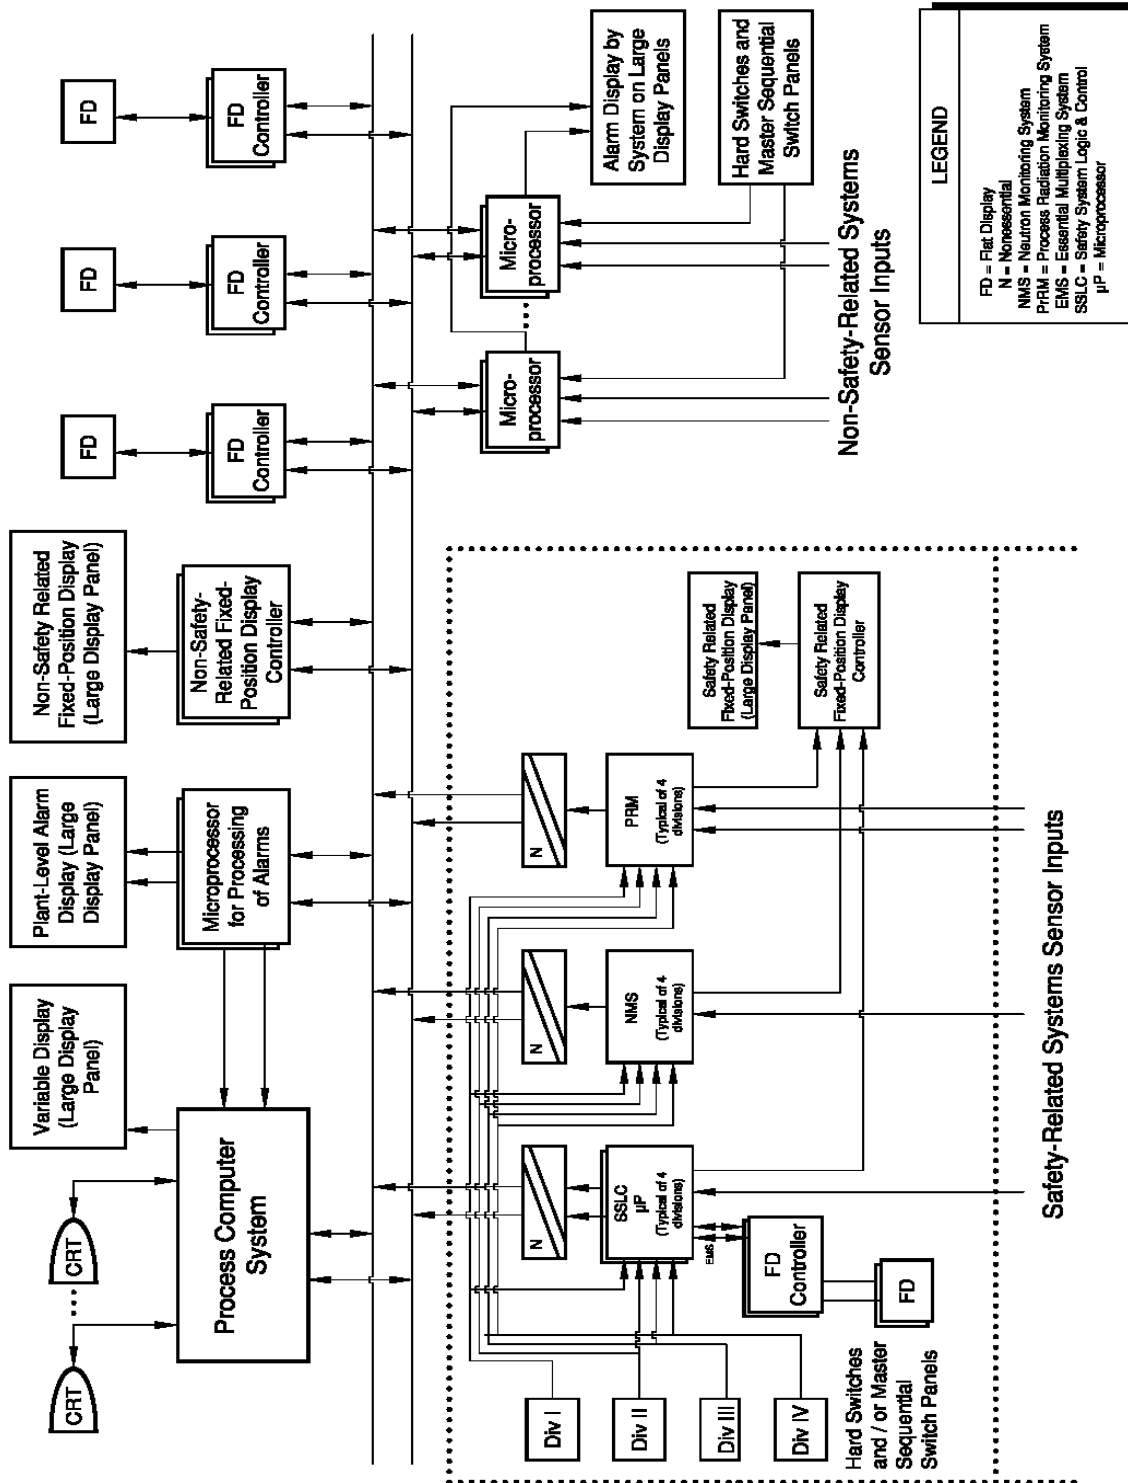 CRT
CRT
Process Computer
System
Variable Display
(Large Display
Panel)
Plant-Level Alarm
Display (Large
Display Panel)
Microprocessor
for Processing
of Alarms
Non-Safety Related
Fixed-Position Display
(Large Display Panel)
Non-Safety-
Related Fixed-
Position Display
Controller
FD
FD
Controller
FD
FD
Controller
FD
FD
Controller
N
N
N
Div I
Div II
Div III
Div IV
Hard Switches
and / or Master
Sequential
Switch Panels
SSLC
µP
(Typical of 4
divisions)
EMS
FD
Controller
FD
NMS
(Typical of 4
divisions)
PRM
(Typical of 4
divisions)
Safety Related
Fixed-Position Display
(Large Display Panel)
Safety Related
Fixed-Position Display
Controller
Safety-Related Systems Sensor Inputs
Micro-
processor
Micro-
processor
Alarm Display by
System on Large
Display Panels
Hard Switches and
Master Sequential
Switch Panels
Non-Safety-Related Systems
Sensor Inputs
LEGEND
FD = Flat Display
N = Nonessential
NMS = Neutron Monitoring System
PrRM = Process Radiation Monitoring System
EMS = Essential Multiplexing System
SSLC = Safety System Logic & Control
µP = Microprocessor